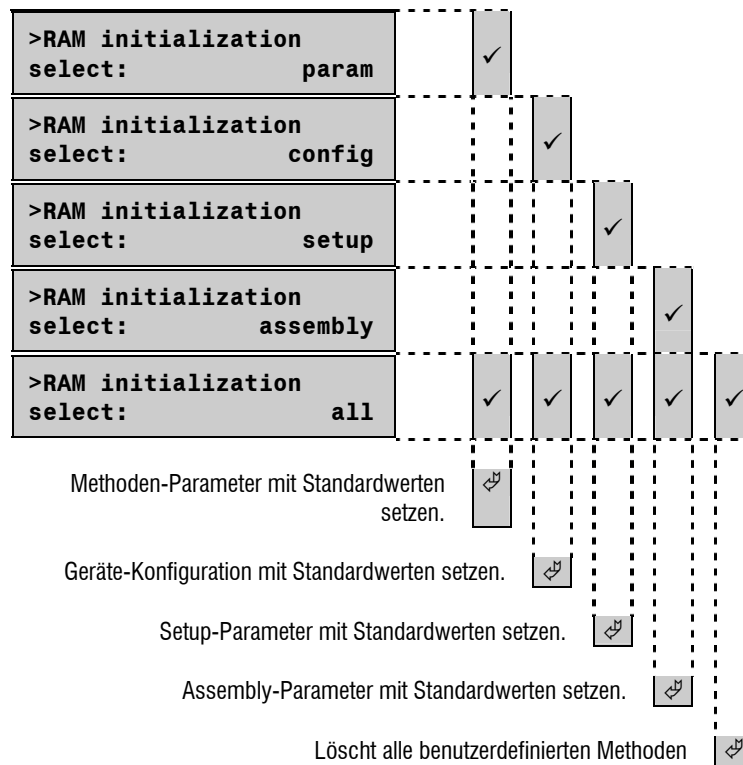 >RAM initialization
select: param
✓
>RAM initialization
select: config
✓
>RAM initialization
select: setup
✓
>RAM initialization
select: assembly
✓
>RAM initialization
select: all
✓ ✓ ✓ ✓ ✓
Methoden-Parameter mit Standardwerten
setzen.
Geräte-Konfiguration mit Standardwerten setzen.
Setup-Parameter mit Standardwerten setzen.
Assembly-Parameter mit Standardwerten setzen.
Löscht alle benutzerdefinierten Methoden